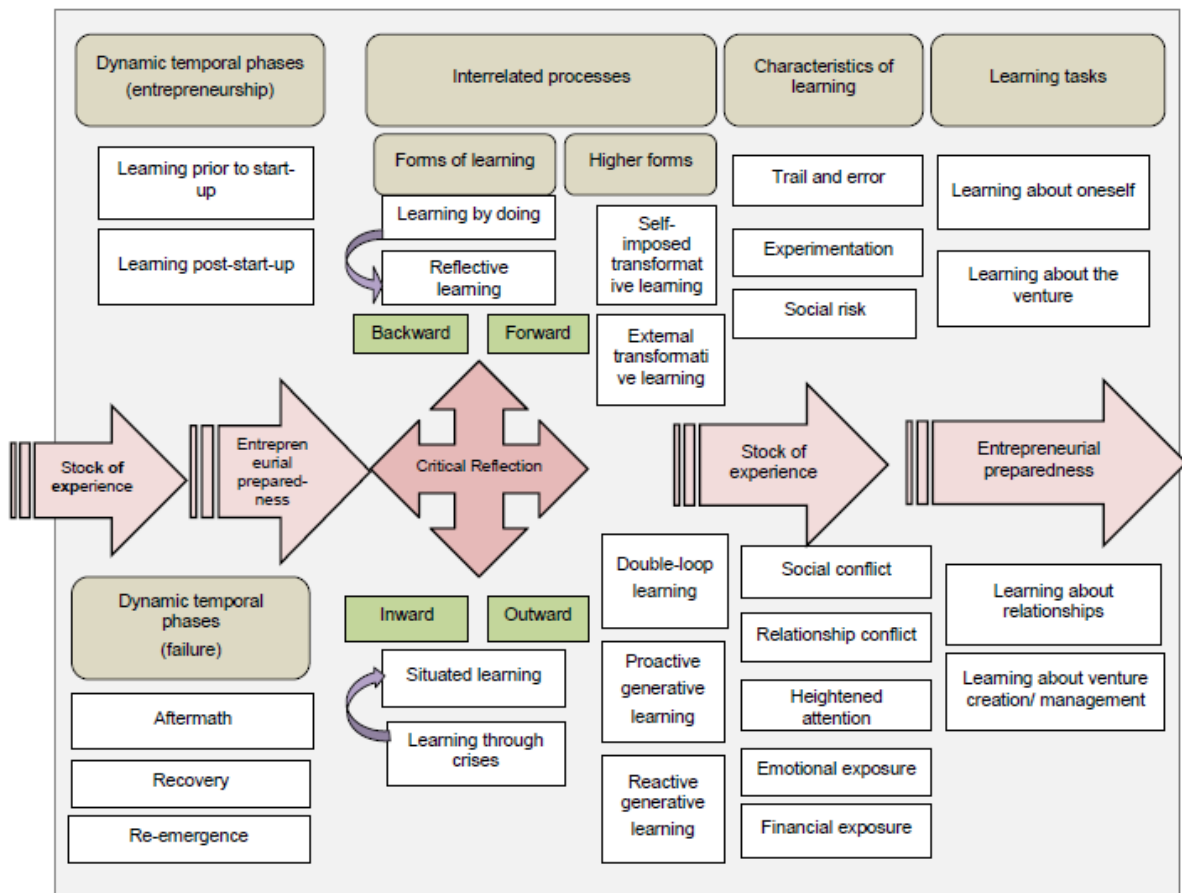 Dynamic temporal phases
(entrepreneurship)
Interrelated processes
Characteristics of
learning
Learning tasks
Learning prior to start-
up
Learning post-start-up
Forms of learning
Higher forms
Learning by doing
Reflective
learning
Backward
Forward
Self-
imposed
transformat
ive learning
External
transformati
ve learning
Trail and error
Experimentation
Social risk
Learning about oneself
Learning about the
venture
Stock of
experience
Entrepren
eurial
prepared-
ness
Critical Reflection
Stock of
experience
Entrepreneurial
preparedness
Dynamic temporal
phases
(failure)
Aftermath
Recovery
Re-emergence
Inward
Outward
Situated learning
Learning through
crises
Double-loop
learning
Proactive
generative
learning
Reactive
generative
learning
Social conflict
Relationship conflict
Heightened
attention
Emotional exposure
Financial exposure
Learning about
relationships
Learning about venture
creation/ management